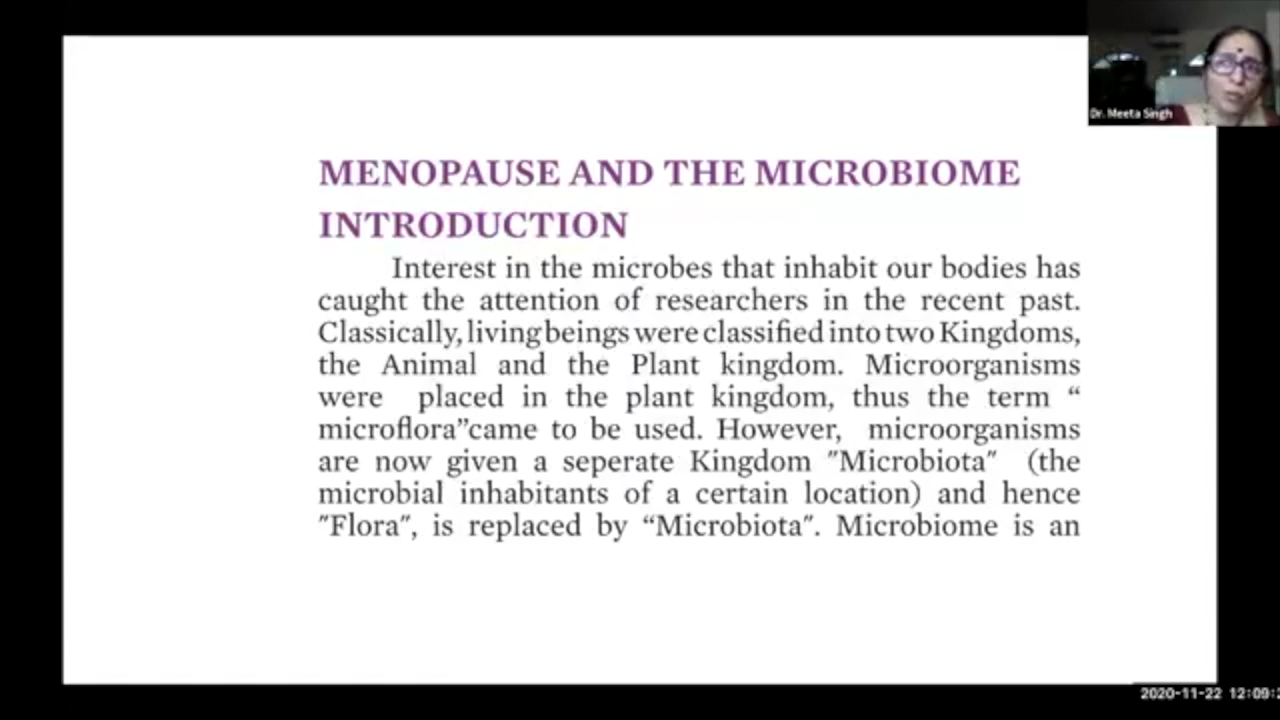 Dr. Meeta Singh
MENOPAUSE AND THE MICROBIOME
INTRODUCTION
Interest in the microbes that inhabit our bodies has
caught the attention of researchers in the recent past.
Classically, living beings were classified into two Kingdoms,
the Animal and the Plant kingdom. Microorganisms
were placed in the plant kingdom, thus the term “
microflora”came to be used. However, microorganisms
are now given a seperate Kingdom "Microbiota" (the
microbial inhabitants of a certain location) and hence
"Flora", is replaced by “Microbiota". Microbiome is an
2020-11-22 12:09: